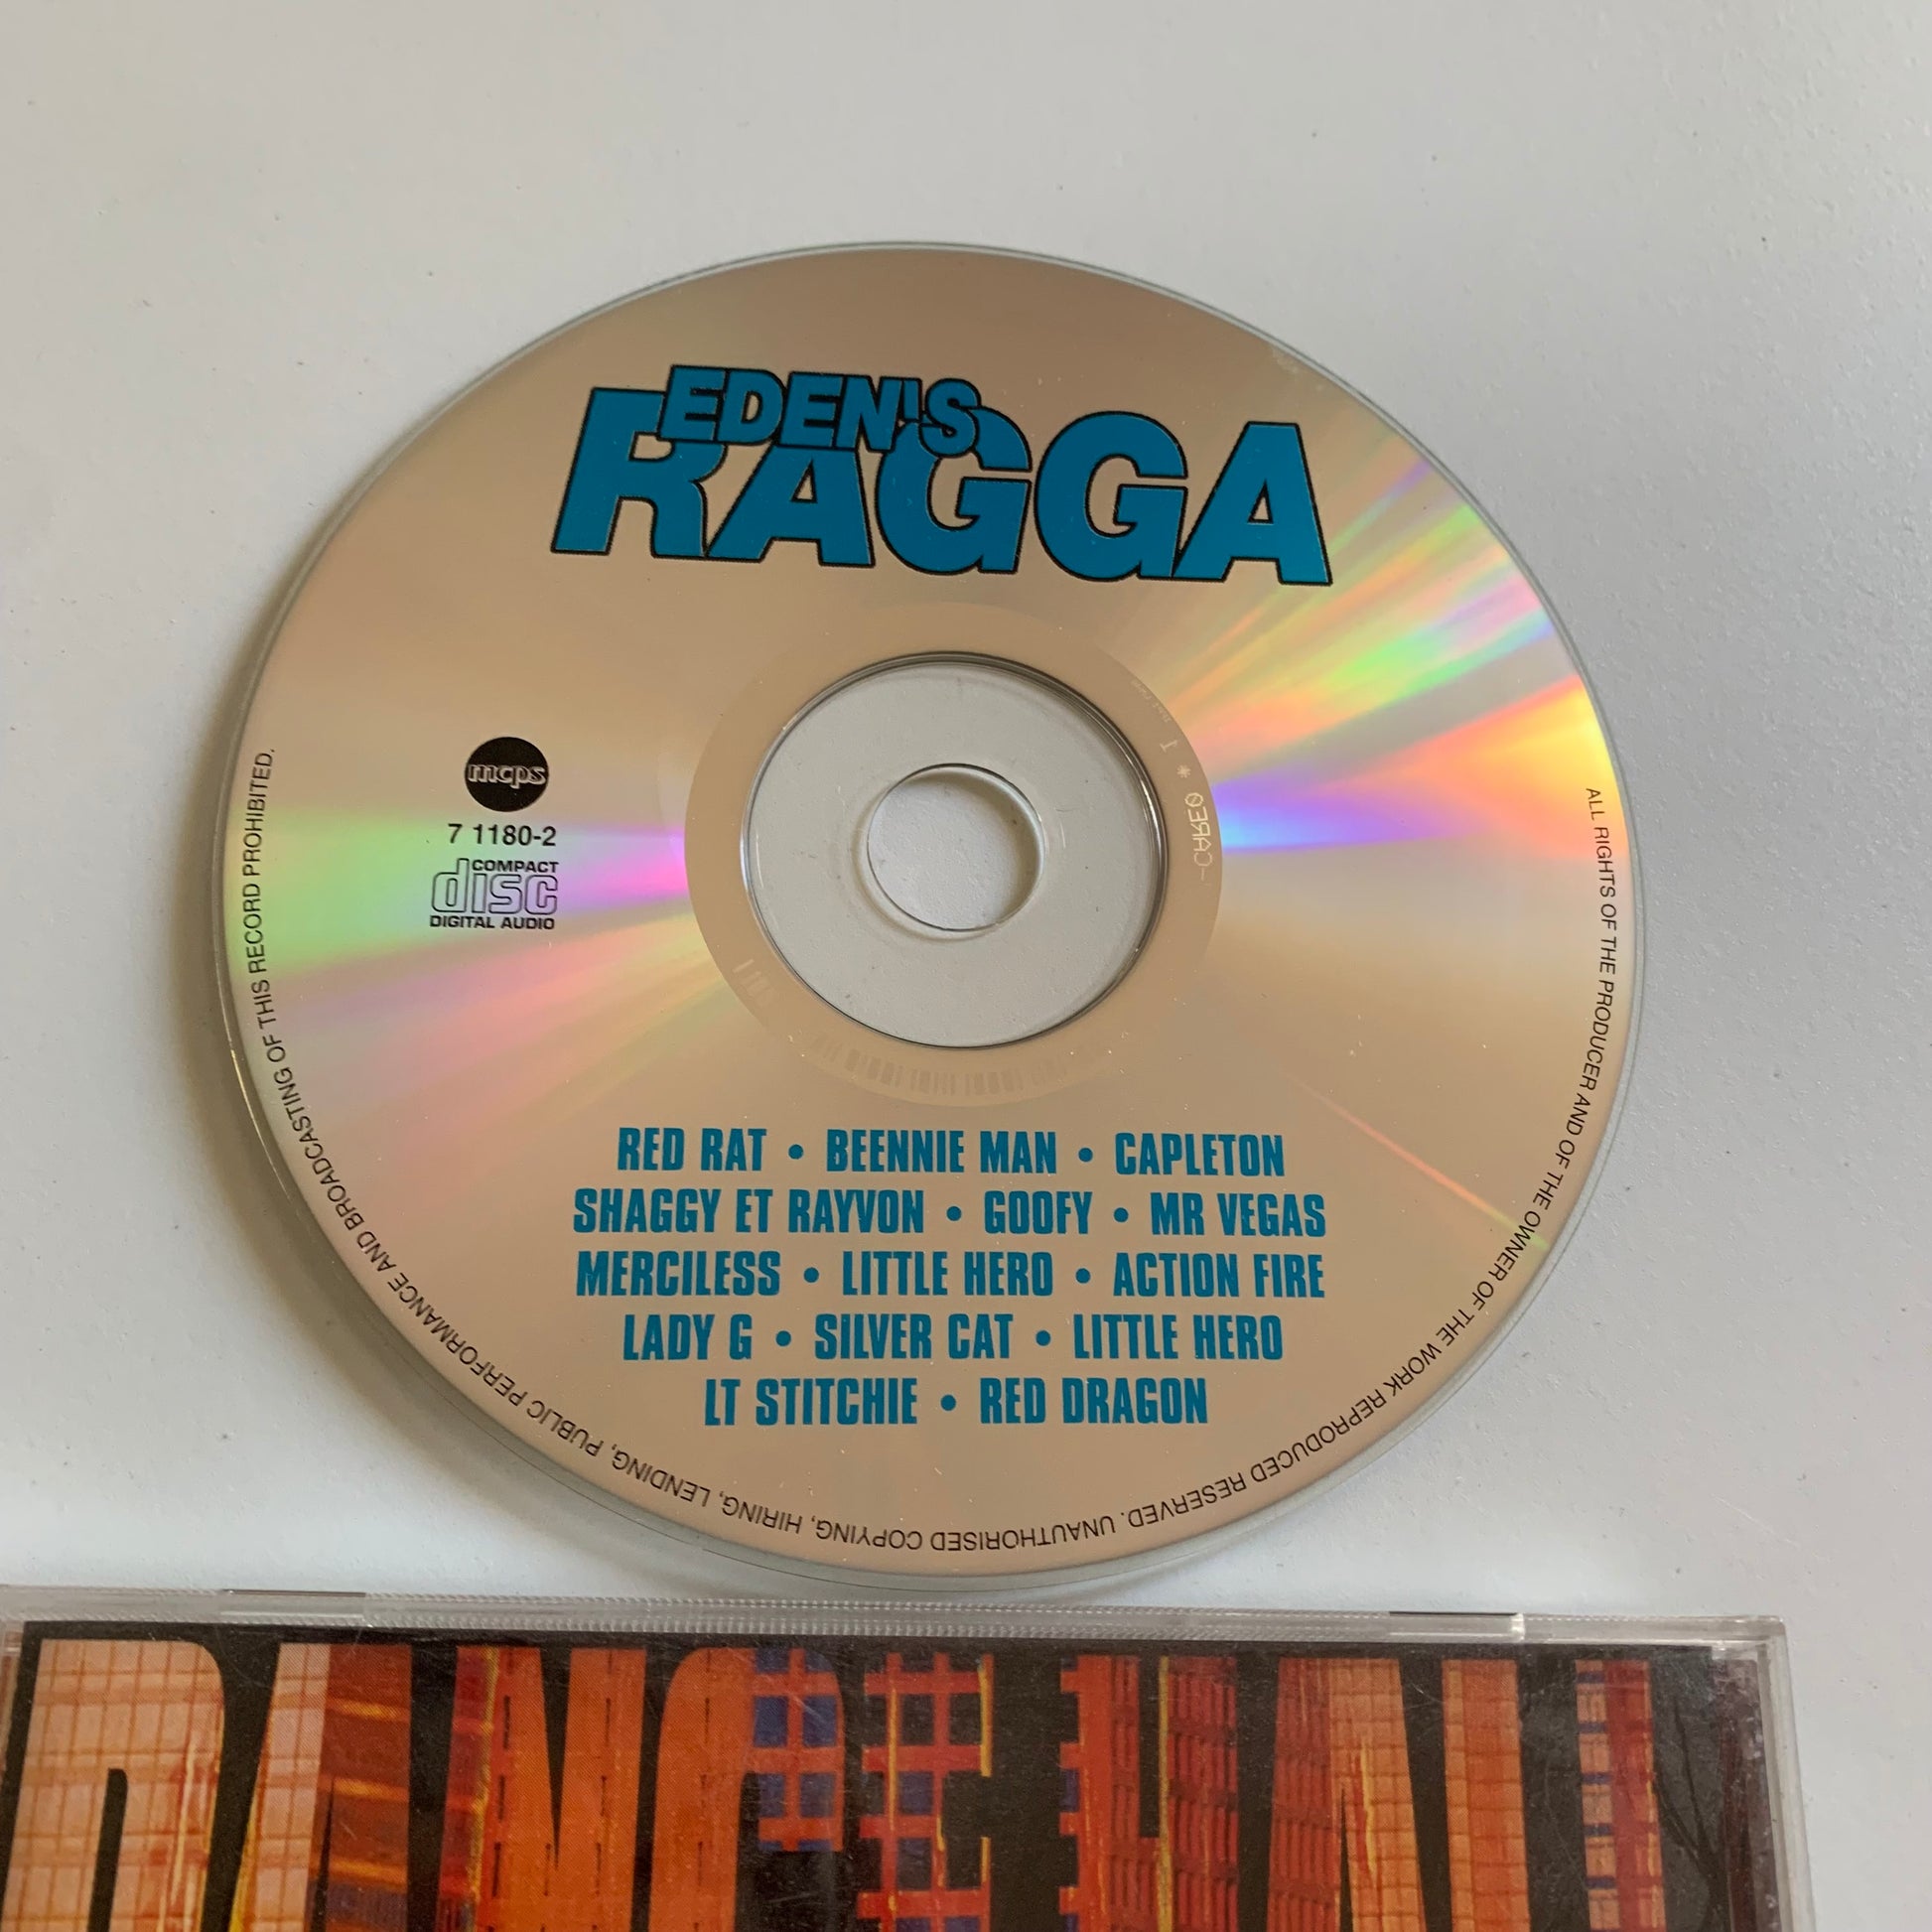 EDEN'S
RAGGA
mcps
7 1180-2
COMPACT
disc
DIGITAL AUDIO
RED RAT • BEENNIE MAN • CAPLETON
SHAGGY ET RAYVON • GOOFY • MR VEGAS
MERCILESS • LITTLE HERO • ACTION FIRE
LADY G • SILVER CAT • LITTLE HERO
LT STITCHIE • RED DRAGON
ALL RIGHTS OF THE PRODUCER AND OF THE OWNER OF THE WORK REPRODUCED RESERVED. UNAUTHORISED COPYING, HIRING, LENDING, PUBLIC PERFORMANCE AND BROADCASTING OF THIS RECORD PROHIBITED.
DANCE HALL